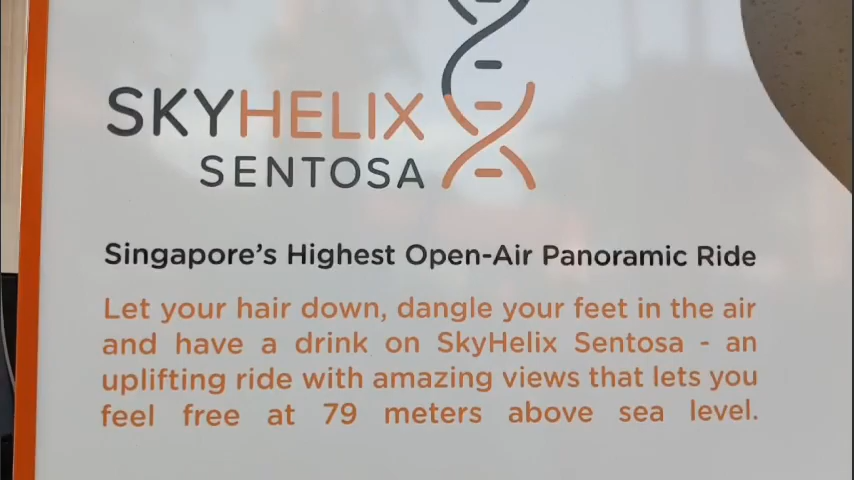 SKYHELIX
SENTOSA
Singapore's Highest Open-Air Panoramic Ride
Let your hair down, dangle your feet in the air
and have a drink on SkyHelix Sentosa - an
uplifting ride with amazing views that lets you
feel free at 79 meters above sea level.